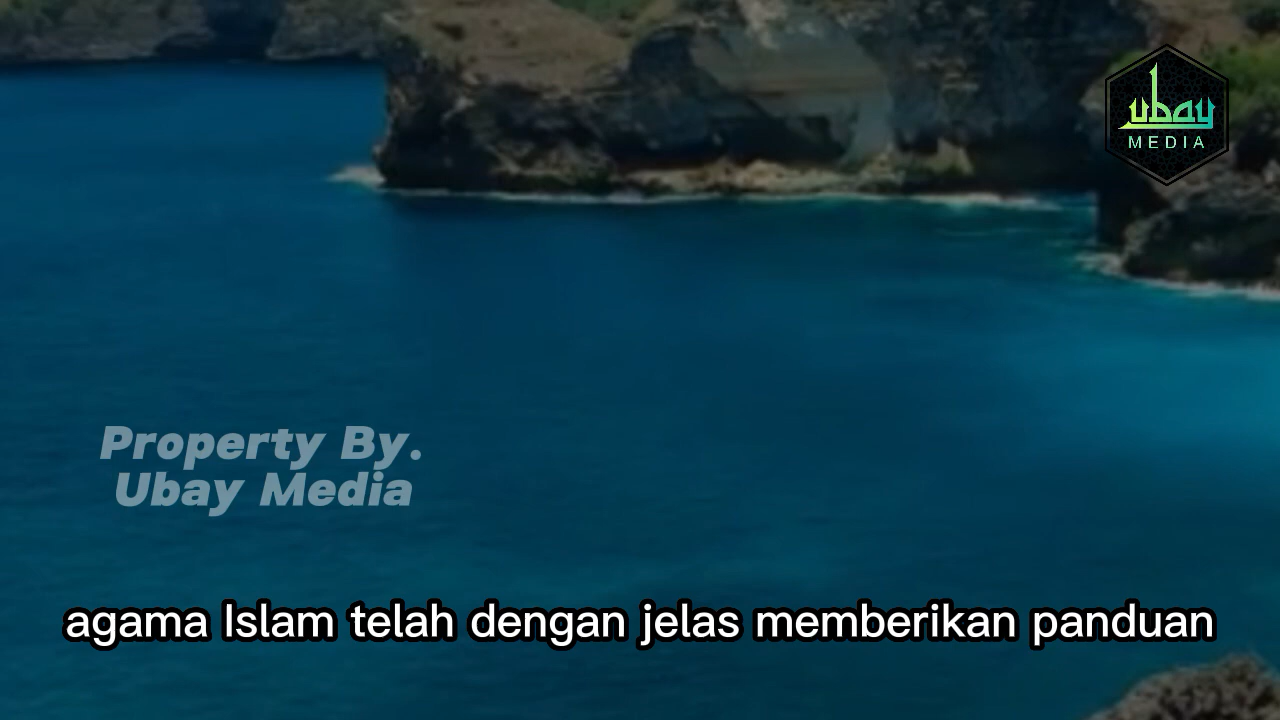 ubay
MEDIA
Property By.
Ubay Media
agama Islam telah dengan jelas memberikan panduan